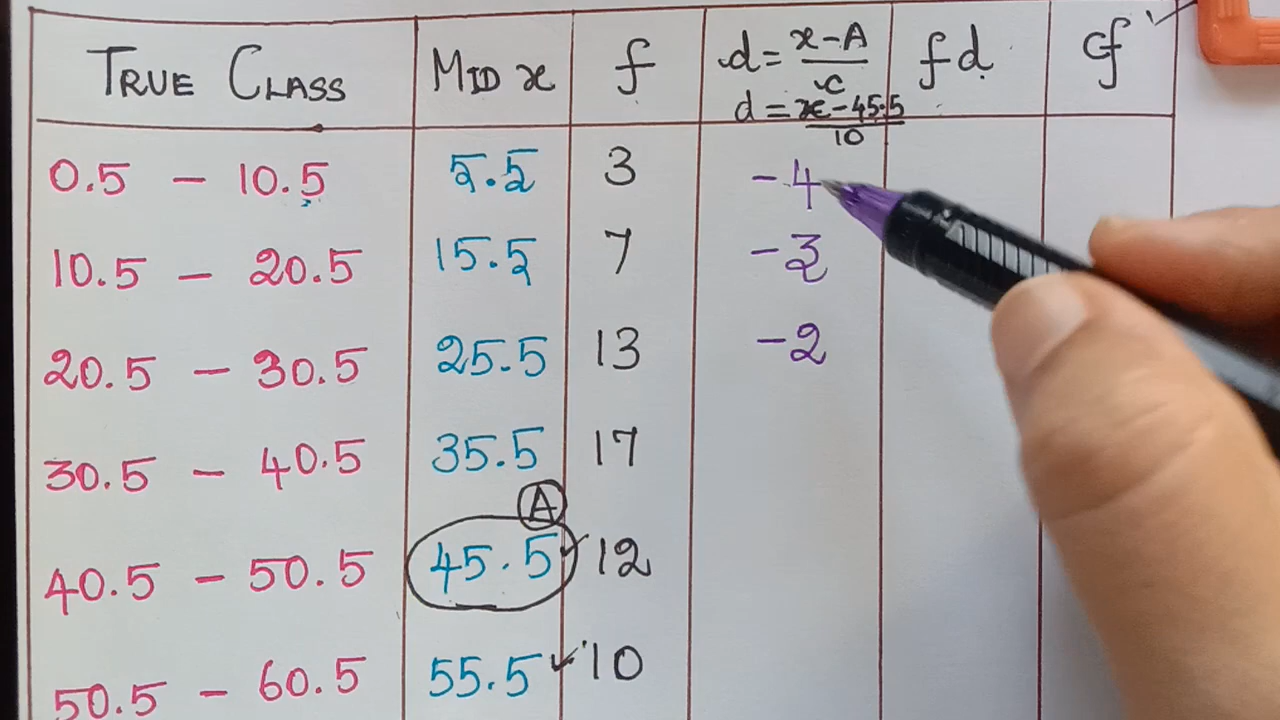 TRUE CLASS MID x f d = x-A / c fd cf
d = x-45.5 / 10
0.5 - 10.5 5.5 3 -4
10.5 - 20.5 15.5 7 -3
20.5 - 30.5 25.5 13 -2
30.5 - 40.5 35.5 17
A
40.5 - 50.5 45.5 ✓ 12
50.5 - 60.5 55.5 ✓ 10